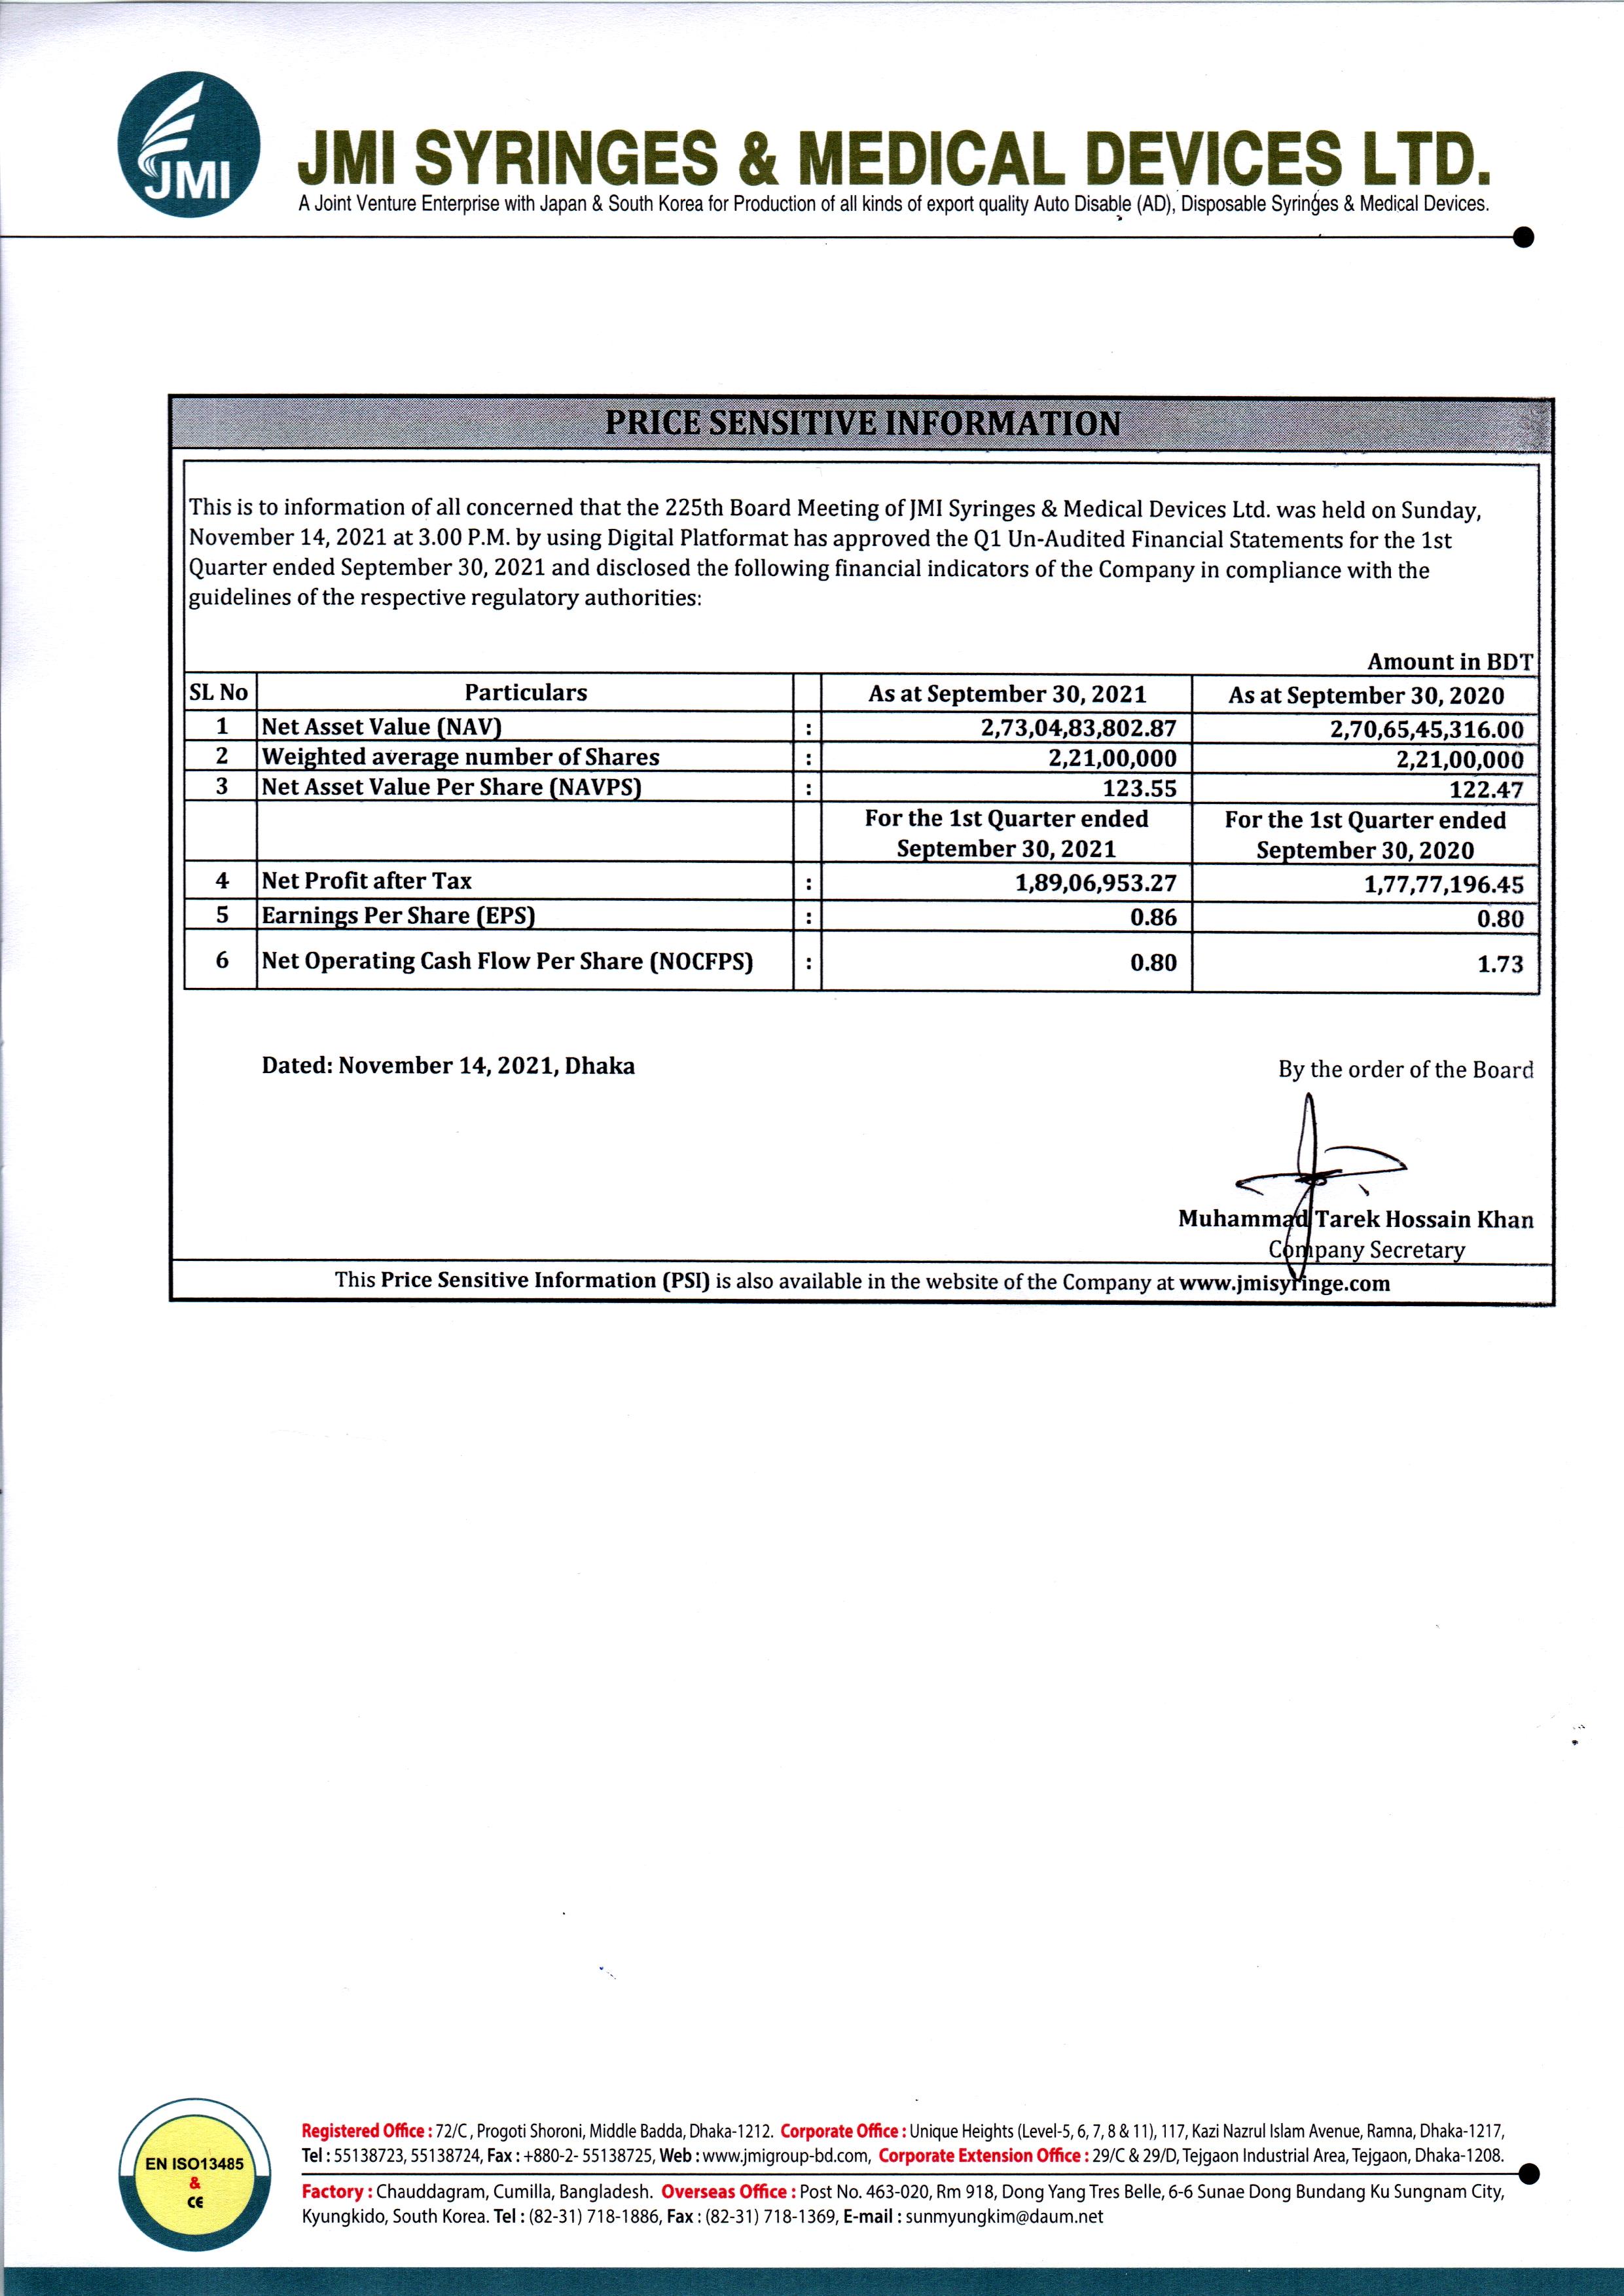 JMI
JMI SYRINGES & MEDICAL DEVICES LTD.
A Joint Venture Enterprise with Japan & South Korea for Production of all kinds of export quality Auto Disable (AD), Disposable Syringes & Medical Devices.
PRICE SENSITIVE INFORMATION
This is to information of all concerned that the 225th Board Meeting of JMI Syringes & Medical Devices Ltd. was held on Sunday,
November 14, 2021 at 3.00 P.M. by using Digital Platformat has approved the Q1 Un-Audited Financial Statements for the 1st
Quarter ended September 30, 2021 and disclosed the following financial indicators of the Company in compliance with the
guidelines of the respective regulatory authorities:
Amount in BDT
SL No Particulars As at September 30, 2021 As at September 30, 2020
1 Net Asset Value (NAV) : 2,73,04,83,802.87 2,70,65,45,316.00
2 Weighted average number of Shares : 2,21,00,000 2,21,00,000
3 Net Asset Value Per Share (NAVPS) : 123.55 122.47
For the 1st Quarter ended For the 1st Quarter ended
September 30, 2021 September 30, 2020
4 Net Profit after Tax : 1,89,06,953.27 1,77,77,196.45
5 Earnings Per Share (EPS) : 0.86 0.80
6 Net Operating Cash Flow Per Share (NOCFPS) : 0.80 1.73
Dated: November 14, 2021, Dhaka By the order of the Board
Muhammad Tarek Hossain Khan
Company Secretary
This Price Sensitive Information (PSI) is also available in the website of the Company at www.jmisyringe.com
EN ISO13485
&
CE
Registered Office : 72/C, Progoti Shoroni, Middle Badda, Dhaka-1212. Corporate Office : Unique Heights (Level-5, 6, 7, 8 & 11), 117, Kazi Nazrul Islam Avenue, Ramna, Dhaka-1217,
Tel : 55138723, 55138724, Fax : +880-2- 55138725, Web : www.jmigroup-bd.com, Corporate Extension Office : 29/C & 29/D, Tejgaon Industrial Area, Tejgaon, Dhaka-1208.
Factory : Chauddagram, Cumilla, Bangladesh. Overseas Office : Post No. 463-020, Rm 918, Dong Yang Tres Belle, 6-6 Sunae Dong Bundang Ku Sungnam City,
Kyungkido, South Korea. Tel : (82-31) 718-1886, Fax : (82-31) 718-1369, E-mail : sunmyungkim@daum.net